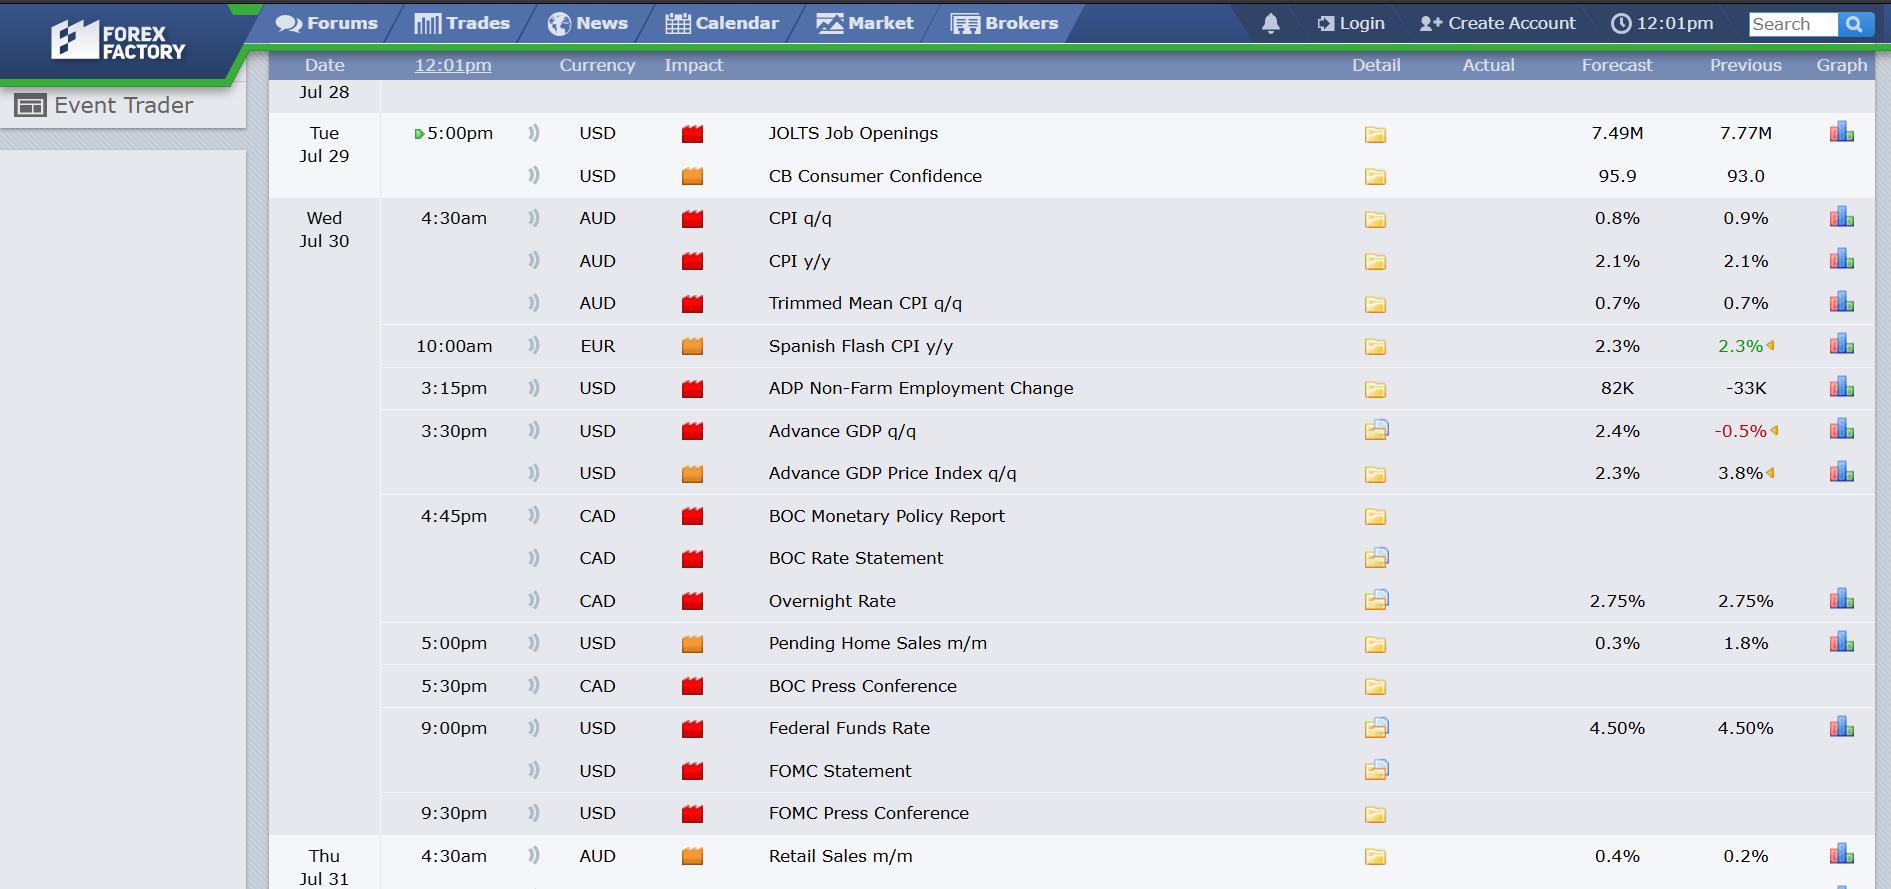 FOREX FACTORY
Forums Trades News Calendar Market Brokers Login Create Account 12:01pm Search
Event Trader
Date 12:01pm Currency Impact Detail Actual Forecast Previous Graph
Jul 28
Tue Jul 29 5:00pm USD JOLTS Job Openings 7.49M 7.77M
USD CB Consumer Confidence 95.9 93.0
Wed Jul 30 4:30am AUD CPI q/q 0.8% 0.9%
AUD CPI y/y 2.1% 2.1%
AUD Trimmed Mean CPI q/q 0.7% 0.7%
10:00am EUR Spanish Flash CPI y/y 2.3% 2.3%
3:15pm USD ADP Non-Farm Employment Change 82K -33K
3:30pm USD Advance GDP q/q 2.4% -0.5%
USD Advance GDP Price Index q/q 2.3% 3.8%
4:45pm CAD BOC Monetary Policy Report
CAD BOC Rate Statement
CAD Overnight Rate 2.75% 2.75%
5:00pm USD Pending Home Sales m/m 0.3% 1.8%
5:30pm CAD BOC Press Conference
9:00pm USD Federal Funds Rate 4.50% 4.50%
USD FOMC Statement
9:30pm USD FOMC Press Conference
Thu Jul 31 4:30am AUD Retail Sales m/m 0.4% 0.2%